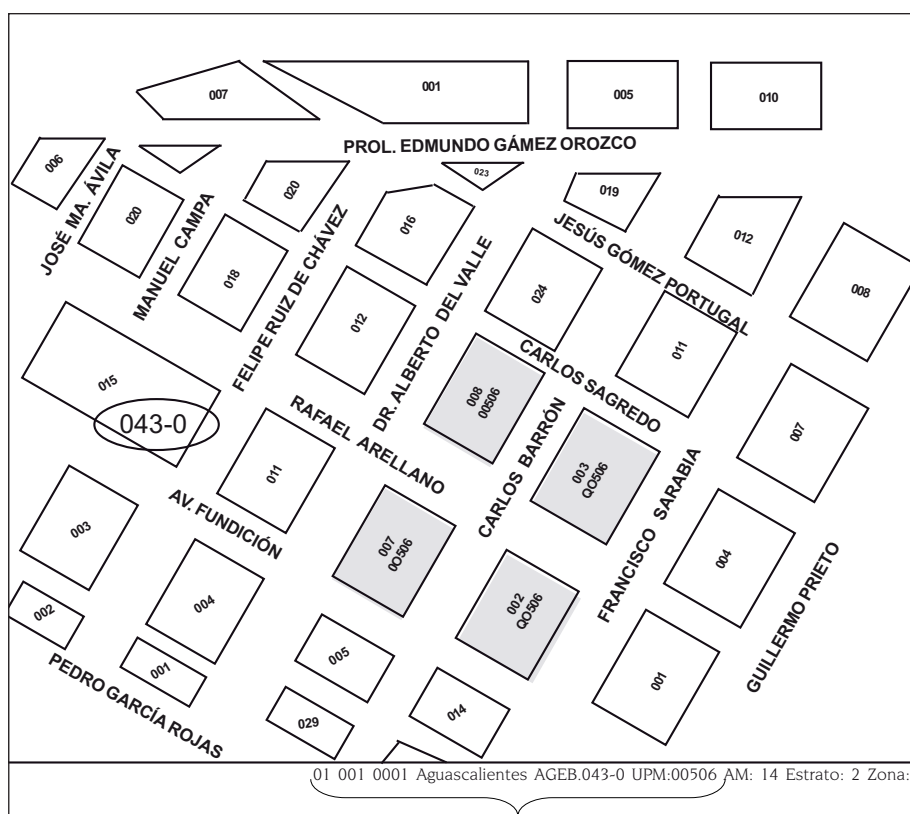 007
001
005
010
PROL. EDMUNDO GÁMEZ OROZCO
006
JOSÉ MA. ÁVILA
020
MANUEL CAMPA
020
018
FELIPE RUIZ DE CHÁVEZ
016
012
DR. ALBERTO DEL VALLE
023
019
JESÚS GÓMEZ PORTUGAL
012
008
024
011
CARLOS SAGREDO
015
043-0
008
00506
RAFAEL ARELLANO
CARLOS BARRÓN
003
QO506
007
FRANCISCO SARABIA
011
AV. FUNDICIÓN
003
007
0O506
004
GUILLERMO PRIETO
002
004
002
QO506
001
PEDRO GARCÍA ROJAS
001
005
029
014
01 001 0001 Aguascalientes AGEB.043-0 UPM:00506 AM: 14 Estrato: 2 Zona: